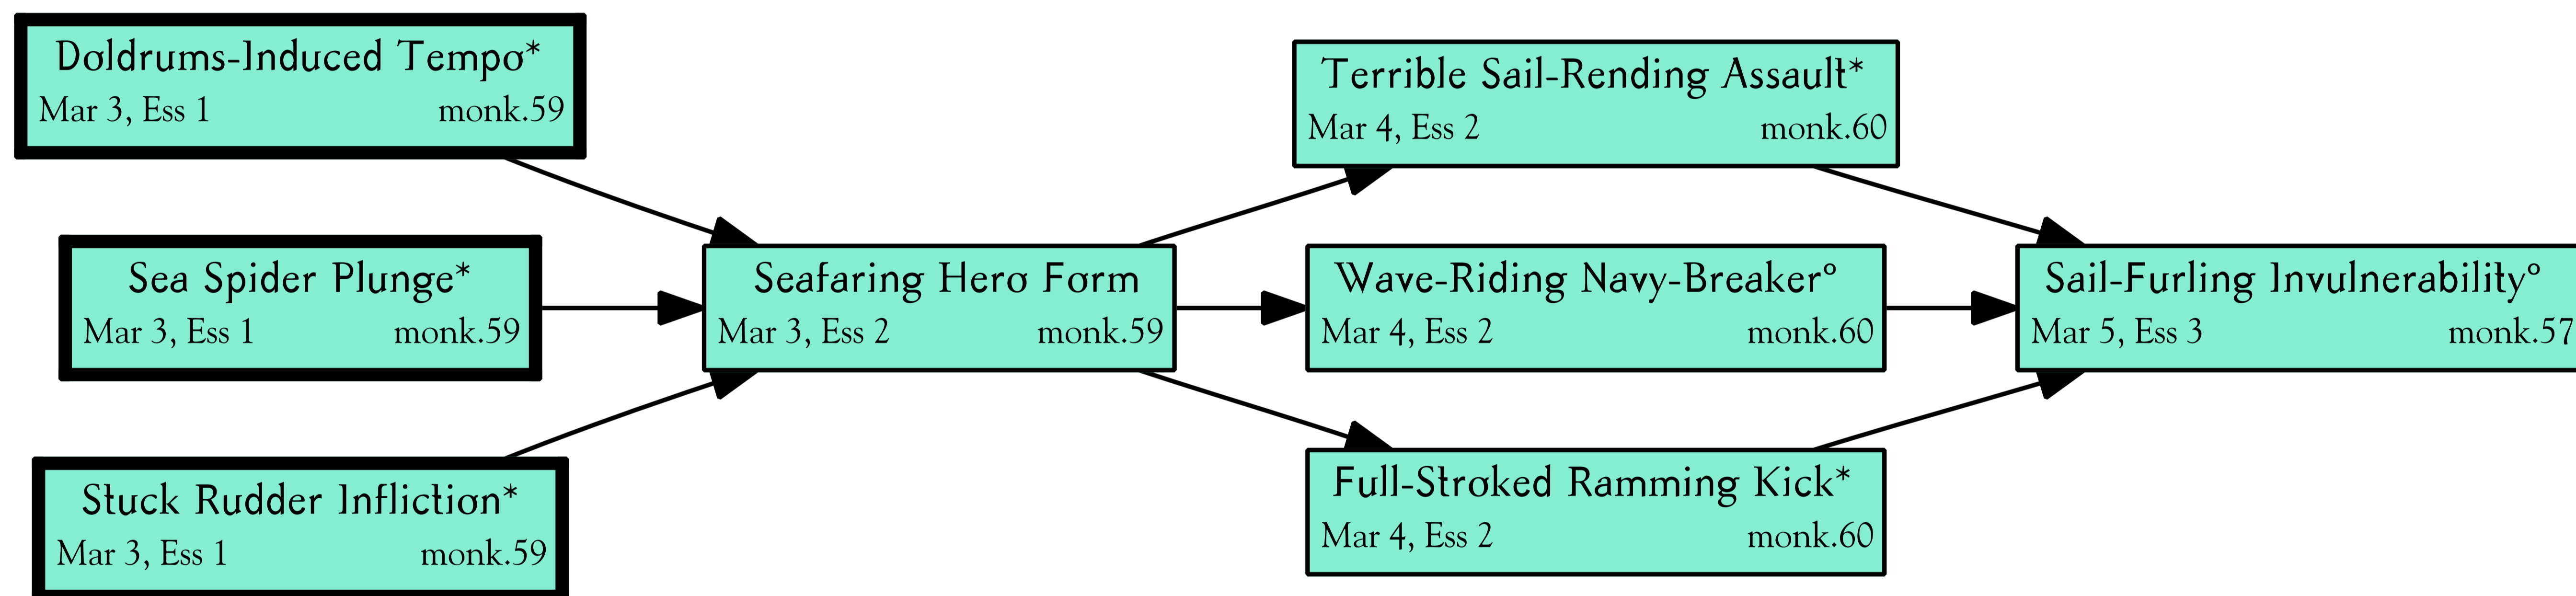 Doldrums-Induced Tempo*
Mar 3, Ess 1 monk.59
Sea Spider Plunge*
Mar 3, Ess 1 monk.59
Stuck Rudder Infliction*
Mar 3, Ess 1 monk.59
Seafaring Hero Form
Mar 3, Ess 2 monk.59
Terrible Sail-Rending Assault*
Mar 4, Ess 2 monk.60
Wave-Riding Navy-Breaker°
Mar 4, Ess 2 monk.60
Full-Stroked Ramming Kick*
Mar 4, Ess 2 monk.60
Sail-Furling Invulnerability°
Mar 5, Ess 3 monk.57